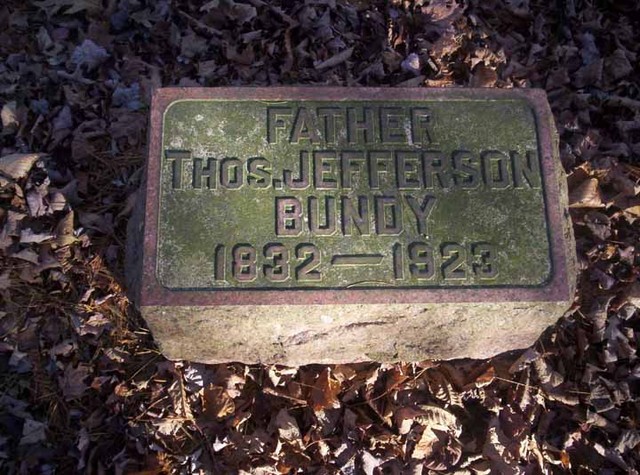 FATHER
THOS. JEFFERSON
BUNDY
1832 — 1923